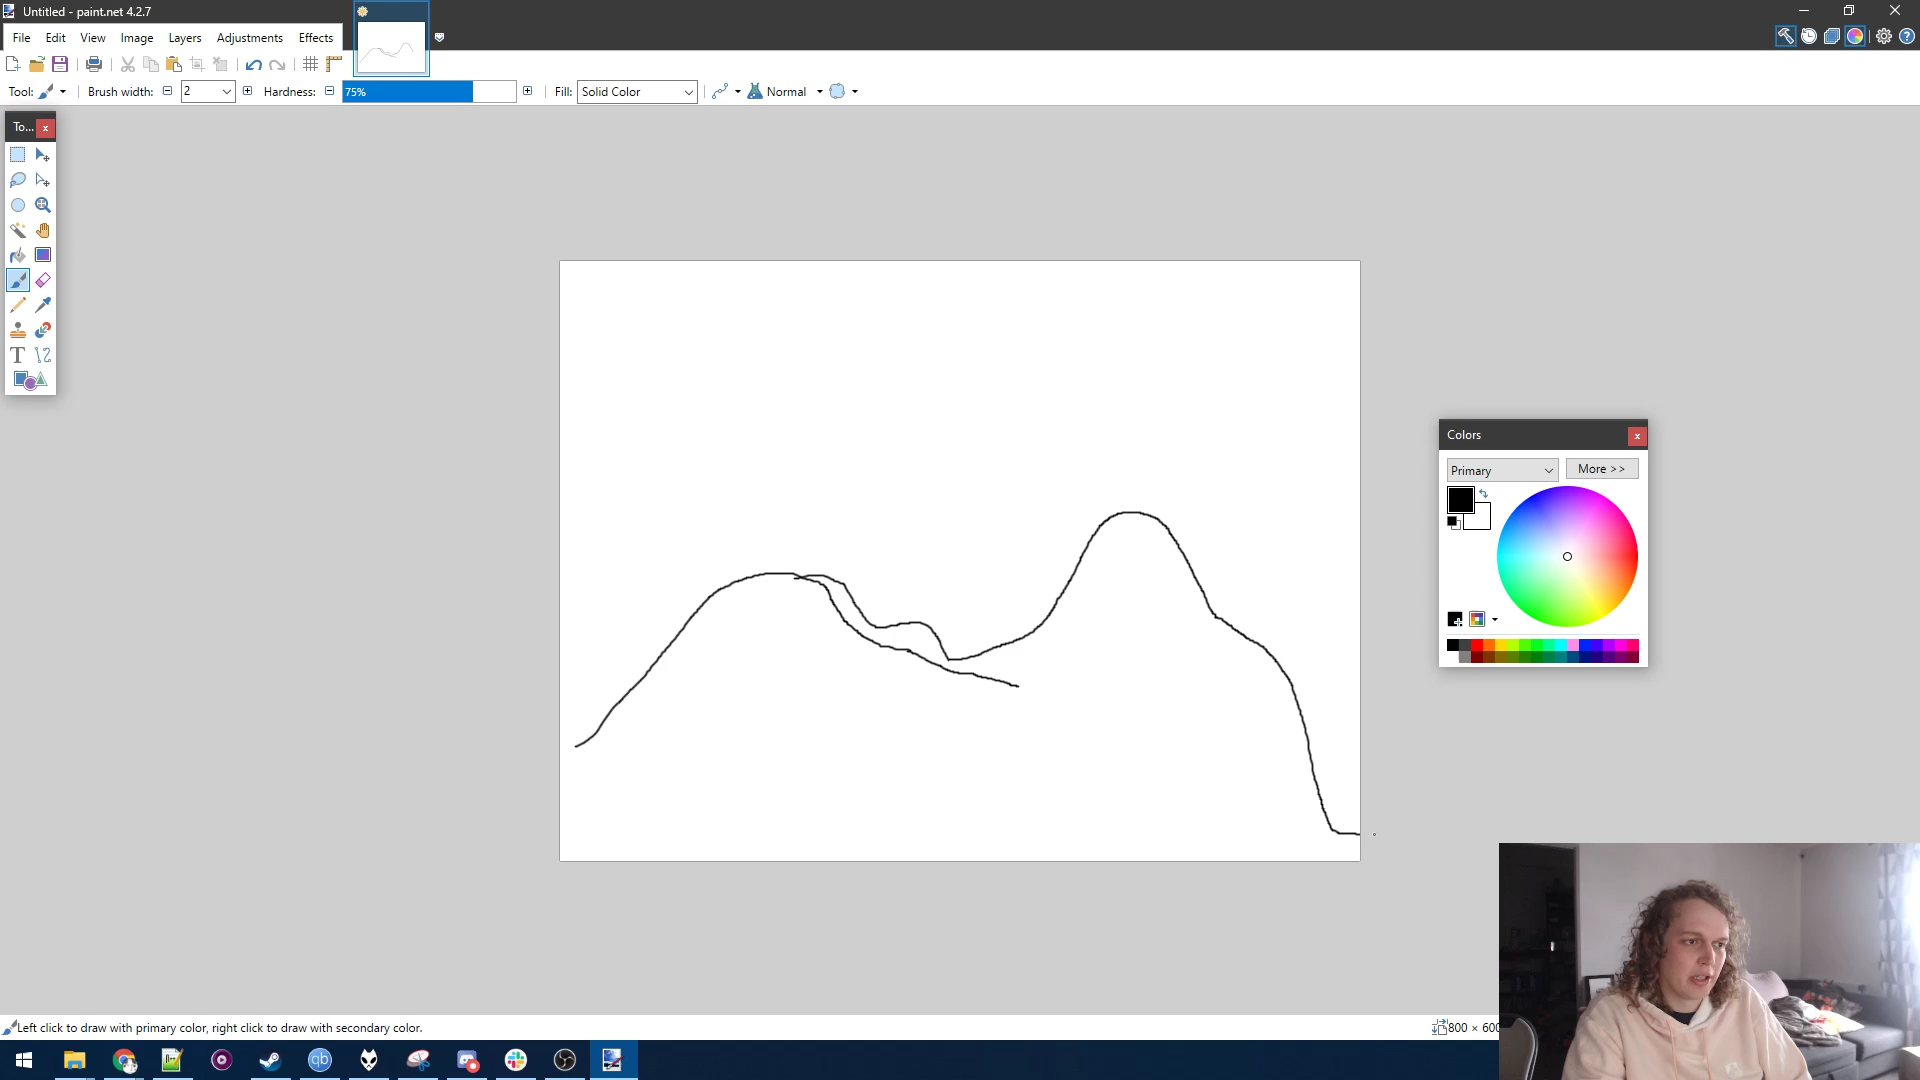 Untitled - paint.net 4.2.7
File Edit View Image Layers Adjustments Effects
Tool: Brush width: 2 Hardness: 75% Fill: Solid Color Normal
To...
Colors
Primary More >>
Left click to draw with primary color, right click to draw with secondary color.
800 × 600